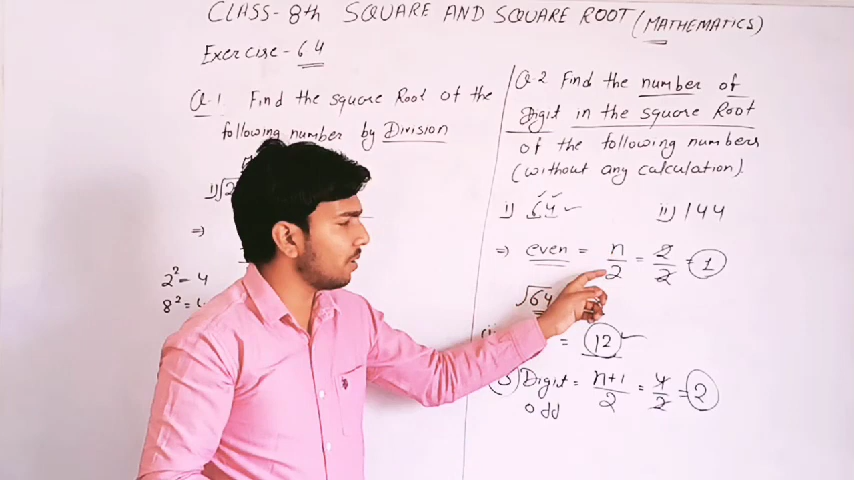 CLASS- 8th SQUARE AND SQUARE ROOT (MATHEMATICS)
Exercise - 6 4
Q.1 Find the square Root of the
following number by Division
2² = 4
8² =
Q.2 Find the number of
Digit in the square Root
of the following numbers
(without any calculation).
i) 64 ii) 144
⇒ even = n/2 = 2/2 = 1
√64
= 12
3 Digit = n+1/2 = 4/2 = 2
odd